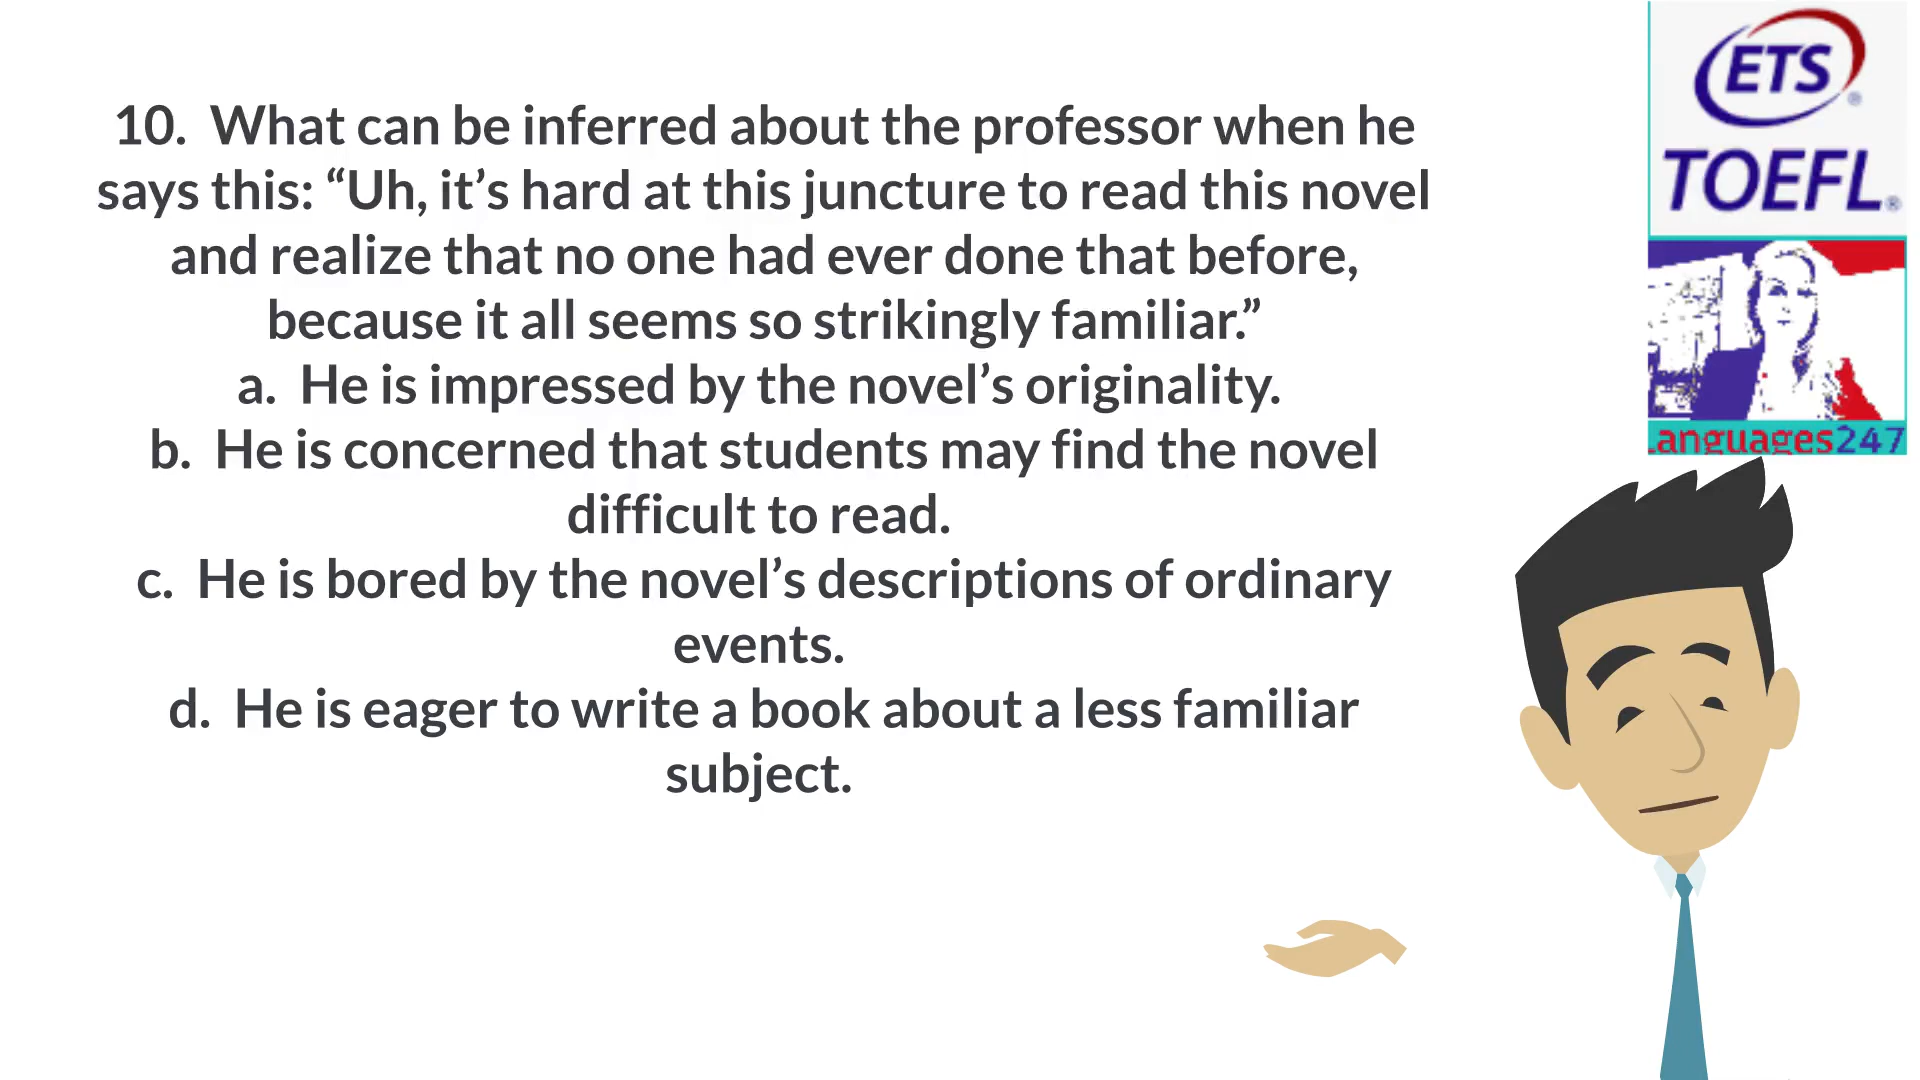 10.  What can be inferred about the professor when he
says this: “Uh, it’s hard at this juncture to read this novel
and realize that no one had ever done that before,
because it all seems so strikingly familiar.”
a.  He is impressed by the novel’s originality.
b.  He is concerned that students may find the novel
difficult to read.
c.  He is bored by the novel’s descriptions of ordinary
events.
d.  He is eager to write a book about a less familiar
subject.
ETS®
TOEFL®
anguages247